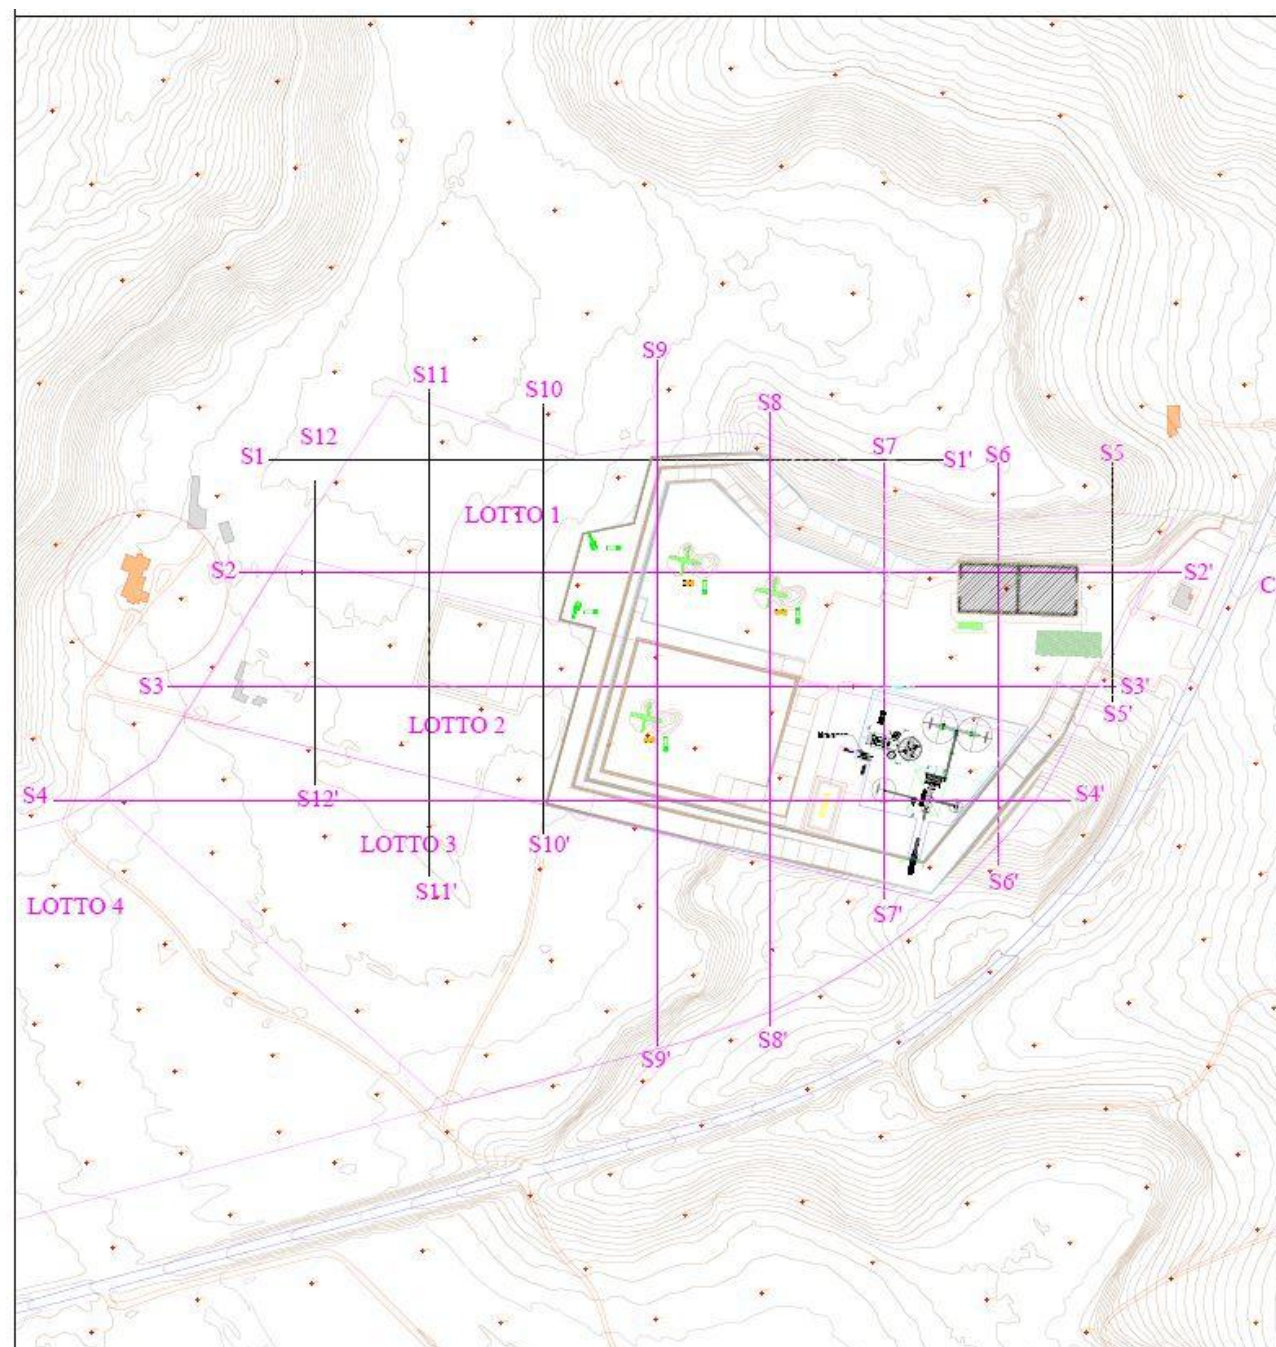 S9
S11
S10
S8
S12
S7
S1
S1'
S6
S5
LOTTO 1
S2
S2'
C
S3
S3'
S5'
LOTTO 2
S4
S12'
S4'
LOTTO 3
S10'
S11'
S6'
LOTTO 4
S7'
S8'
S9'